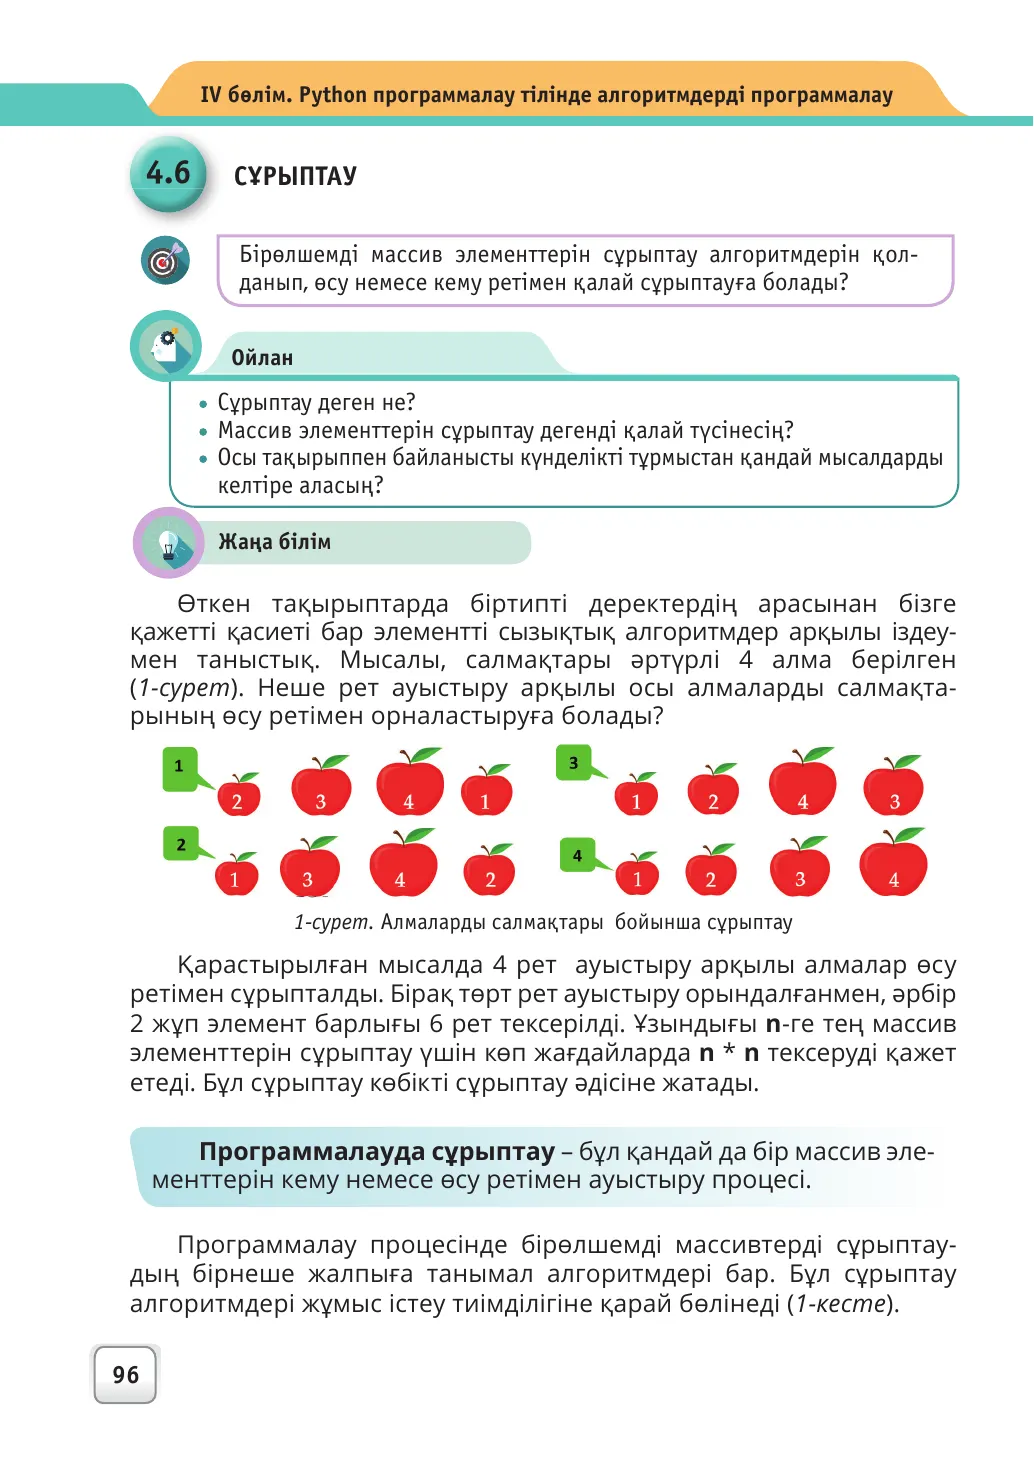 IV бөлім. Python программалау тілінде алгоритмдерді программалау
4.6
СҰРЫПТАУ
Бірөлшемді массив элементтерін сұрыптау алгоритмдерін қол-
данып, өсу немесе кему ретімен қалай сұрыптауға болады?
Ойлан
• Сұрыптау деген не?
• Массив элементтерін сұрыптау дегенді қалай түсінесің?
• Осы тақырыппен байланысты күнделікті тұрмыстан қандай мысалдарды
келтіре аласың?
Жаңа білім
Өткен тақырыптарда біртипті деректердің арасынан бізге
қажетті қасиеті бар элементті сызықтық алгоритмдер арқылы іздеу-
мен таныстық. Мысалы, салмақтары әртүрлі 4 алма берілген
(1-сурет). Неше рет ауыстыру арқылы осы алмаларды салмақта-
рының өсу ретімен орналастыруға болады?
1
2 3 4 1
3
1 2 4 3
2
1 3 4 2
4
1 2 3 4
1-сурет. Алмаларды салмақтары бойынша сұрыптау
Қарастырылған мысалда 4 рет ауыстыру арқылы алмалар өсу
ретімен сұрыпталды. Бірақ төрт рет ауыстыру орындалғанмен, әрбір
2 жұп элемент барлығы 6 рет тексерілді. Ұзындығы n-ге тең массив
элементтерін сұрыптау үшін көп жағдайларда n * n тексеруді қажет
етеді. Бұл сұрыптау көбікті сұрыптау әдісіне жатады.
Программалауда сұрыптау – бұл қандай да бір массив эле-
менттерін кему немесе өсу ретімен ауыстыру процесі.
Программалау процесінде бірөлшемді массивтерді сұрыптау-
дың бірнеше жалпыға танымал алгоритмдері бар. Бұл сұрыптау
алгоритмдері жұмыс істеу тиімділігіне қарай бөлінеді (1-кесте).
96